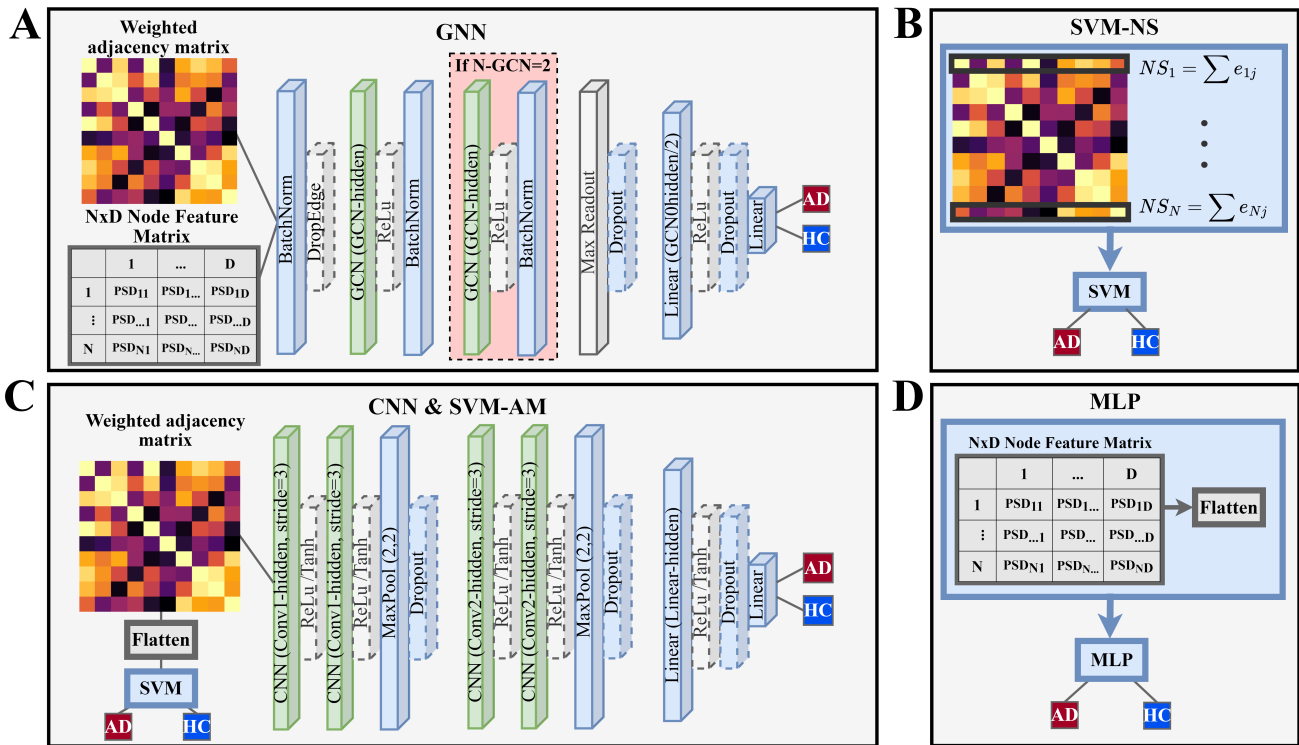 A
GNN
Weighted
adjacency matrix
NxD Node Feature
Matrix
1 ... D
1 PSD11 PSD1... PSD1D
⋮ PSD...1 PSD... PSD...D
N PSDN1 PSDN... PSDND
BatchNorm
DropEdge
GCN (GCN-hidden)
ReLu
BatchNorm
If N-GCN=2
GCN (GCN-hidden)
ReLu
BatchNorm
Max Readout
Dropout
Linear (GCN0hidden/2)
ReLu
Dropout
Linear
AD
HC
B
SVM-NS
NS1 = ∑ e1j
NSN = ∑ eNj
SVM
AD
HC
C
CNN & SVM-AM
Weighted adjacency
matrix
Flatten
SVM
AD
HC
CNN (Conv1-hidden, stride=3)
ReLu /Tanh
CNN (Conv1-hidden, stride=3)
ReLu /Tanh
MaxPool (2,2)
Dropout
CNN (Conv2-hidden, stride=3)
ReLu /Tanh
CNN (Conv2-hidden, stride=3)
ReLu /Tanh
MaxPool (2,2)
Dropout
Linear (Linear-hidden)
ReLu /Tanh
Dropout
Linear
AD
HC
D
MLP
NxD Node Feature Matrix
1 ... D
1 PSD11 PSD1... PSD1D
⋮ PSD...1 PSD... PSD...D
N PSDN1 PSDN... PSDND
Flatten
MLP
AD
HC